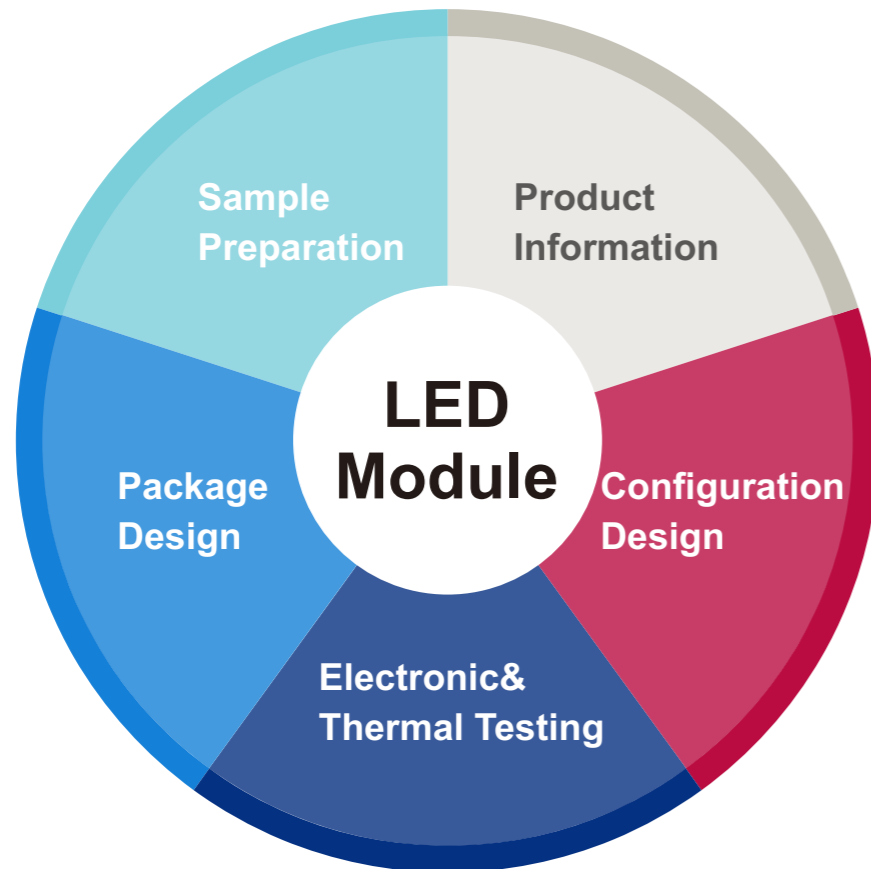 Sample
Preparation
Product
Information
LED
Module
Package
Design
Configuration
Design
Electronic&
Thermal Testing